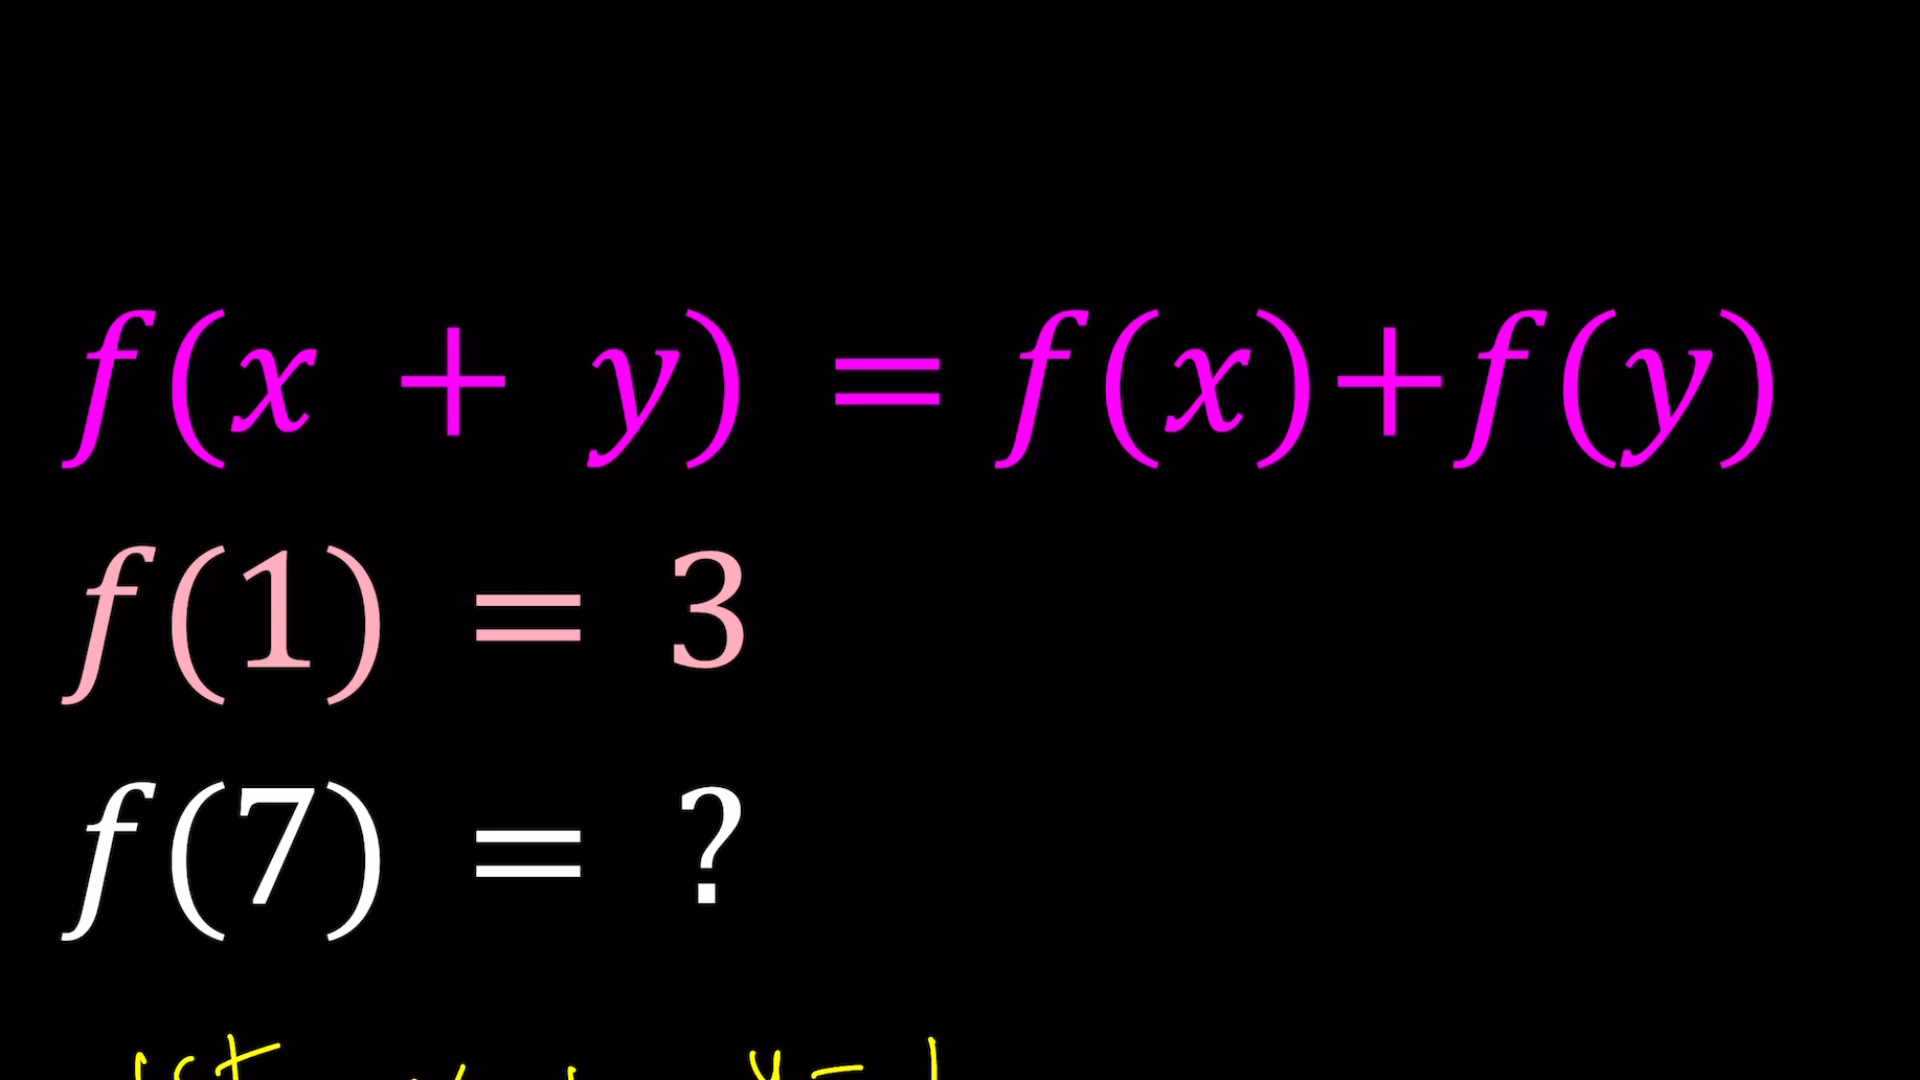 f(x + y) = f(x)+f(y)
f(1) = 3
f(7) = ?